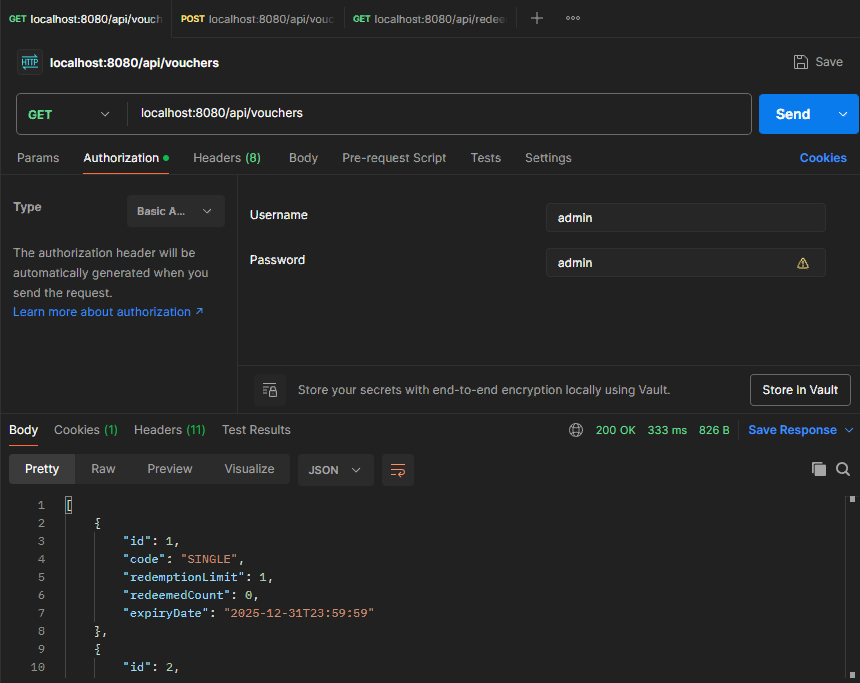 GET localhost:8080/api/vouch POST localhost:8080/api/vouc GET localhost:8080/api/redee
HTTP localhost:8080/api/vouchers Save
GET localhost:8080/api/vouchers Send
Params Authorization Headers (8) Body Pre-request Script Tests Settings Cookies
Type Basic A...
Username admin
The authorization header will be
automatically generated when you
send the request.
Learn more about authorization ↗
Password admin
Store your secrets with end-to-end encryption locally using Vault. Store in Vault
Body Cookies (1) Headers (11) Test Results 200 OK 333 ms 826 B Save Response
Pretty Raw Preview Visualize JSON
1 [
2 {
3 "id": 1,
4 "code": "SINGLE",
5 "redemptionLimit": 1,
6 "redeemedCount": 0,
7 "expiryDate": "2025-12-31T23:59:59"
8 },
9 {
10 "id": 2,